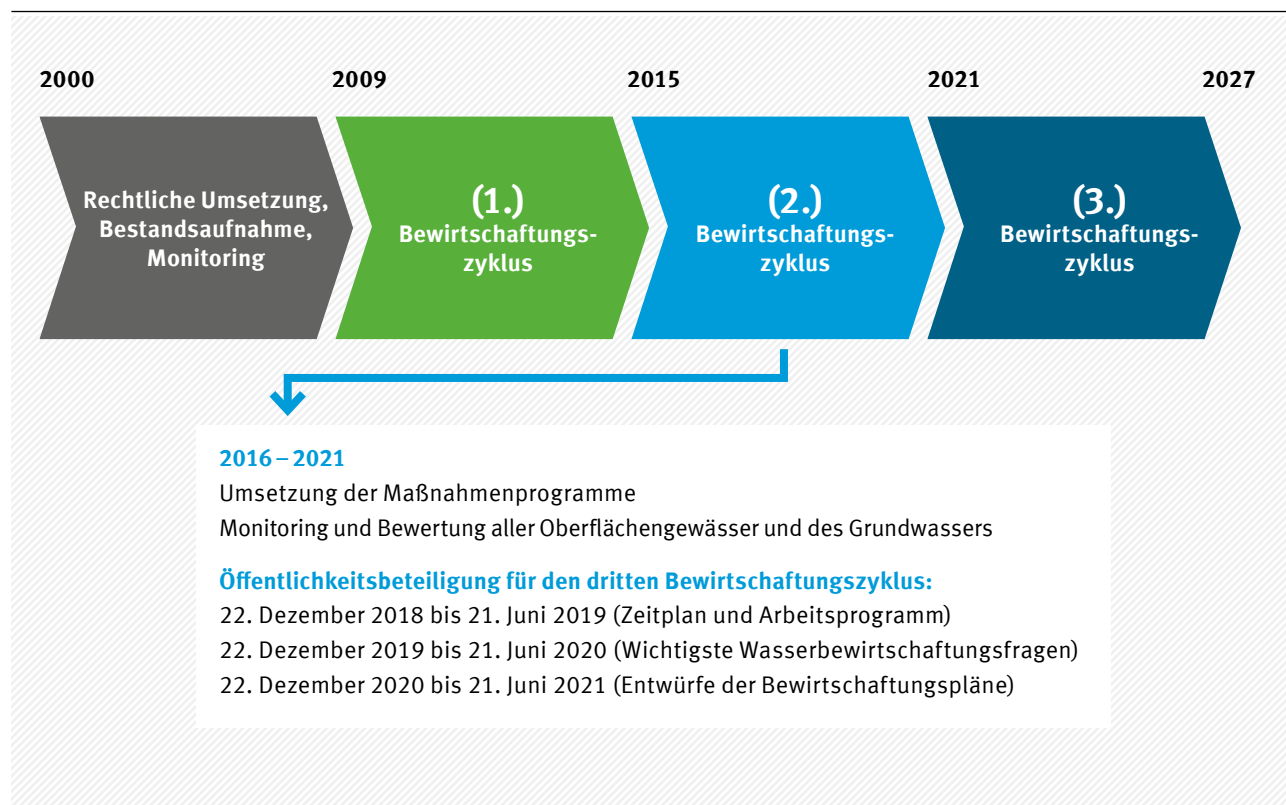 2000 2009 2015 2021 2027
Rechtliche Umsetzung,
Bestandsaufnahme,
Monitoring
(1.)
Bewirtschaftungs-
zyklus
(2.)
Bewirtschaftungs-
zyklus
(3.)
Bewirtschaftungs-
zyklus
2016 – 2021
Umsetzung der Maßnahmenprogramme
Monitoring und Bewertung aller Oberflächengewässer und des Grundwassers
Öffentlichkeitsbeteiligung für den dritten Bewirtschaftungszyklus:
22. Dezember 2018 bis 21. Juni 2019 (Zeitplan und Arbeitsprogramm)
22. Dezember 2019 bis 21. Juni 2020 (Wichtigste Wasserbewirtschaftungsfragen)
22. Dezember 2020 bis 21. Juni 2021 (Entwürfe der Bewirtschaftungspläne)